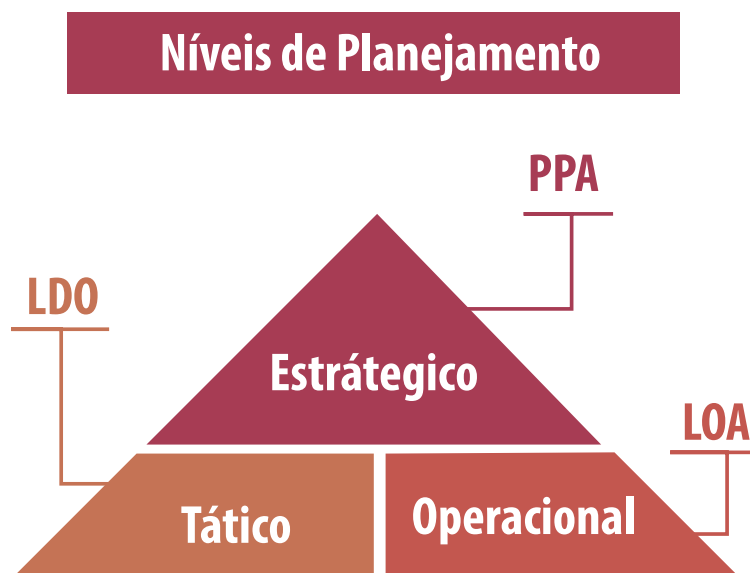 Níveis de Planejamento
PPA
LDO
Estrátegico
LOA
Tático
Operacional